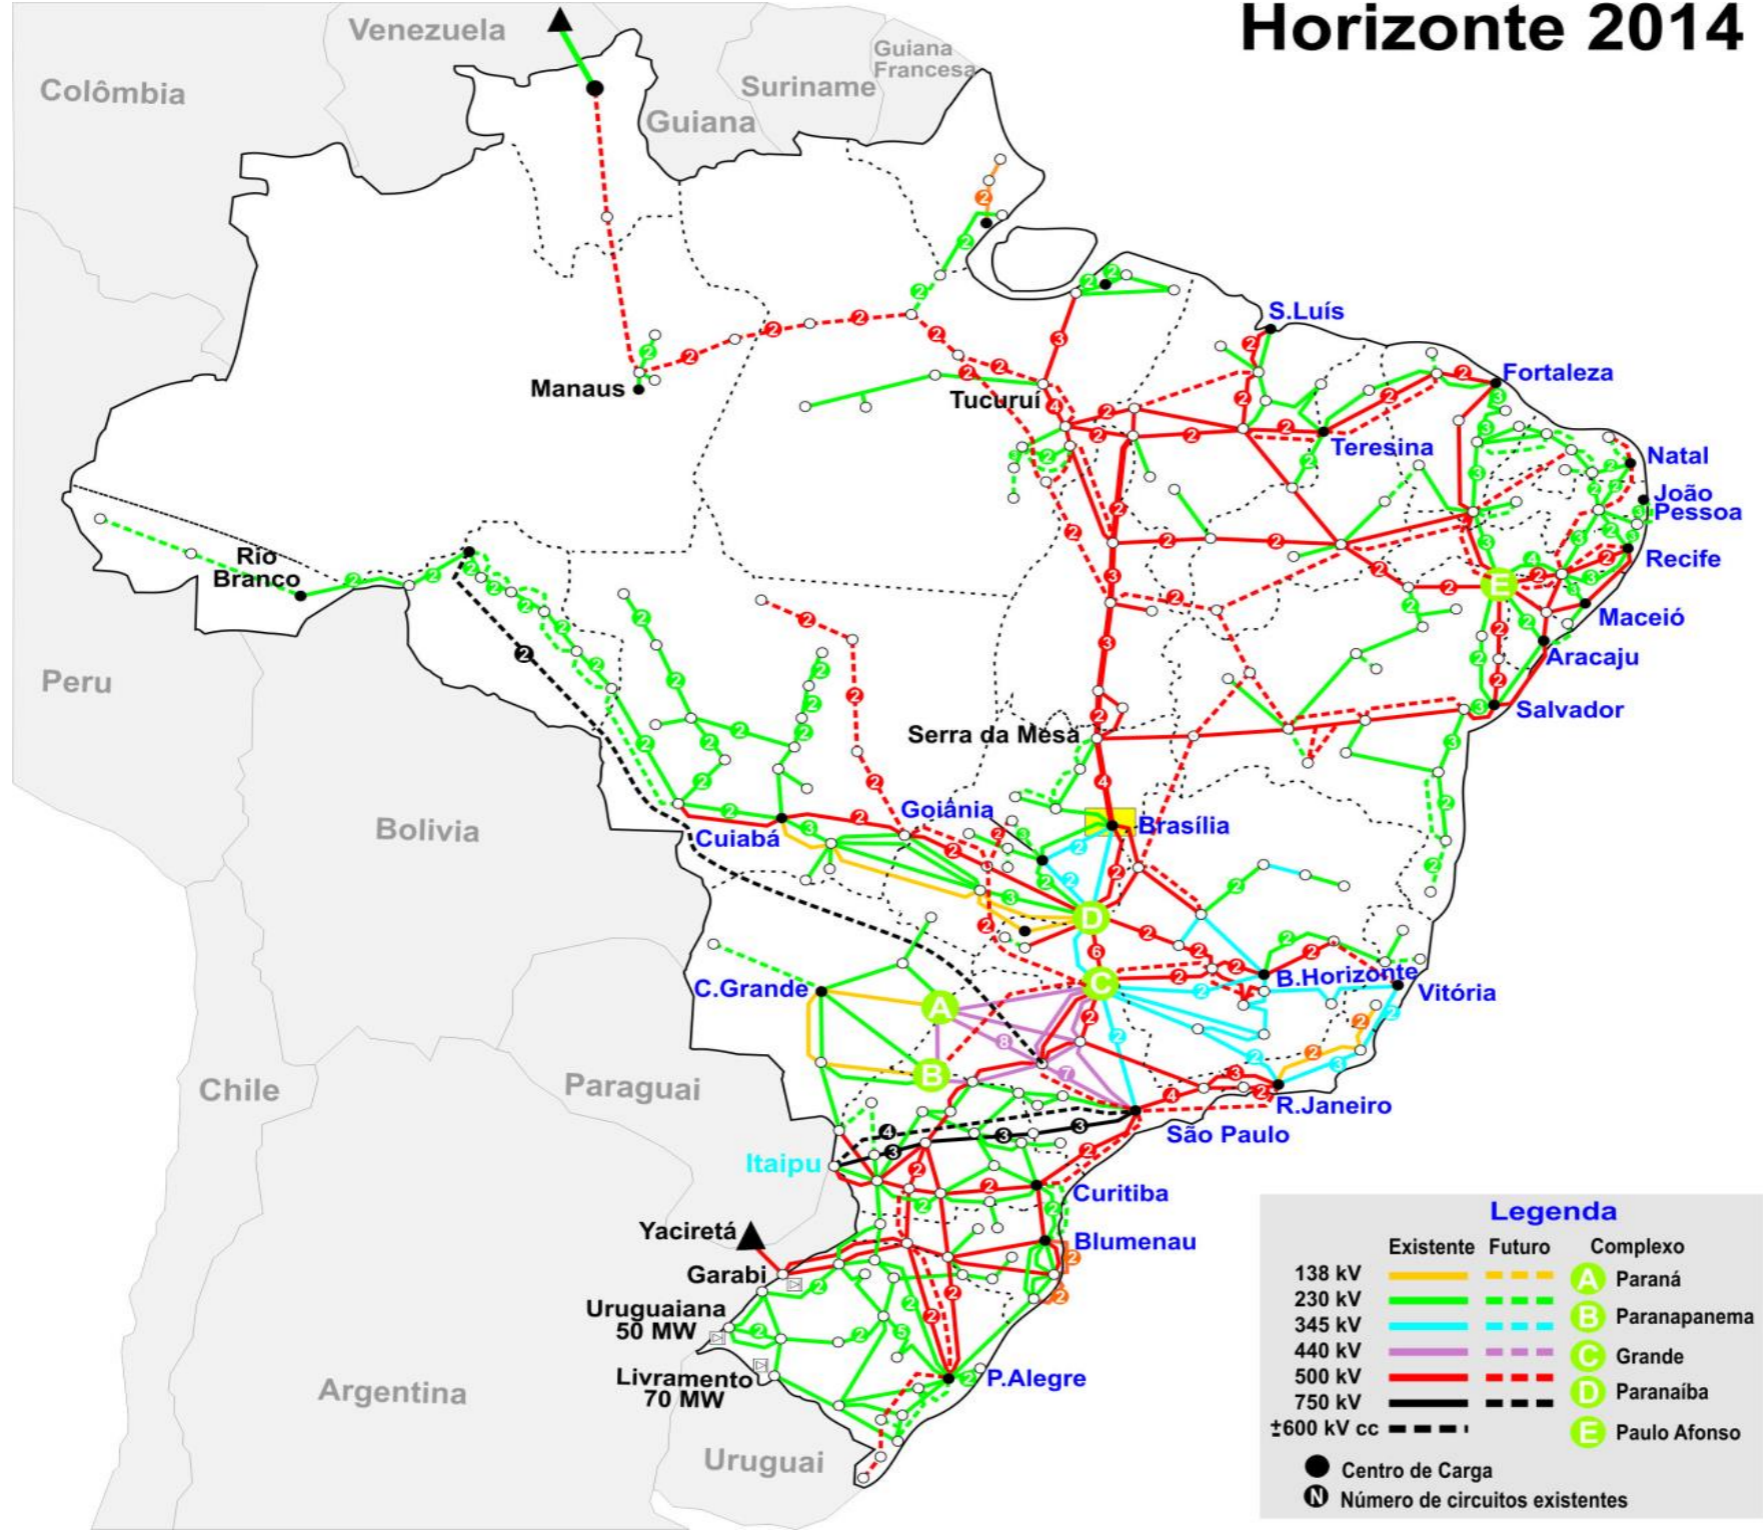 Horizonte 2014
Venezuela
Colômbia
Guiana
Suriname
Guiana
Francesa
Manaus
Tucuruí
S.Luís
Fortaleza
Teresina
Natal
João
Pessoa
Recife
Maceió
Aracaju
Salvador
Rio
Branco
Peru
Serra da Mesa
Bolivia
Cuiabá
Goiânia
Brasília
D
E
C
A
B
C.Grande
B.Horizonte
Vitória
Chile
Paraguai
R.Janeiro
São Paulo
Itaipu
Curitiba
Yaciretá
Blumenau
Garabi
Uruguaiana
50 MW
Livramento
70 MW
P.Alegre
Argentina
Uruguai
Legenda
Existente Futuro Complexo
138 kV A Paraná
230 kV
345 kV B Paranapanema
440 kV C Grande
500 kV D Paranaíba
750 kV
±600 kV cc E Paulo Afonso
Centro de Carga
N Número de circuitos existentes